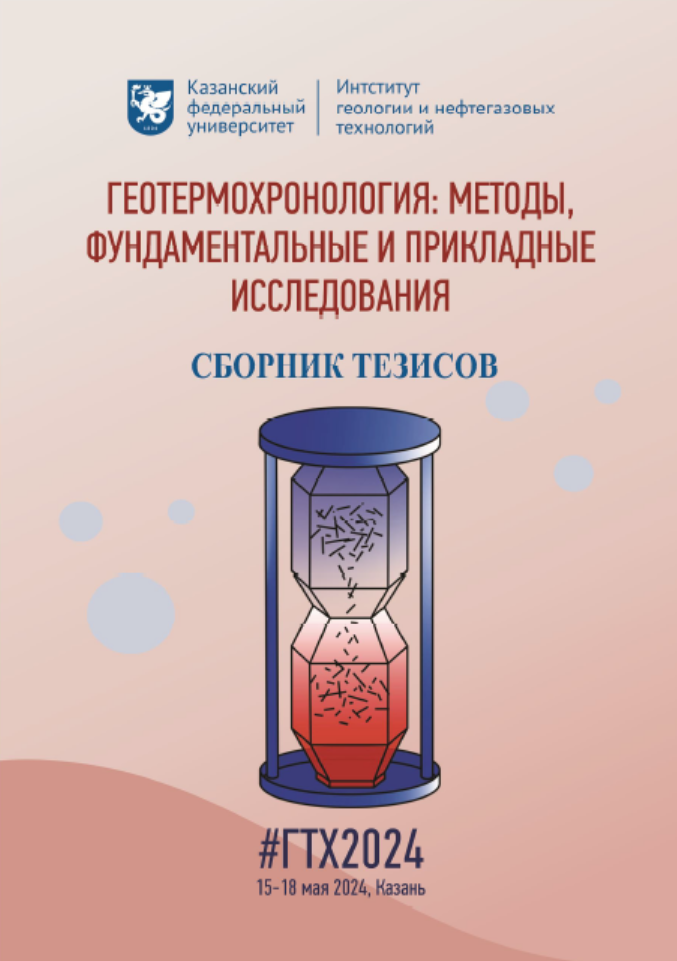 Казанский
федеральный
университет
Интститут
геологии и нефтегазовых
технологий
ГЕОТЕРМОХРОНОЛОГИЯ: МЕТОДЫ,
ФУНДАМЕНТАЛЬНЫЕ И ПРИКЛАДНЫЕ
ИССЛЕДОВАНИЯ
СБОРНИК ТЕЗИСОВ
#ГТХ2024
15-18 мая 2024, Казань